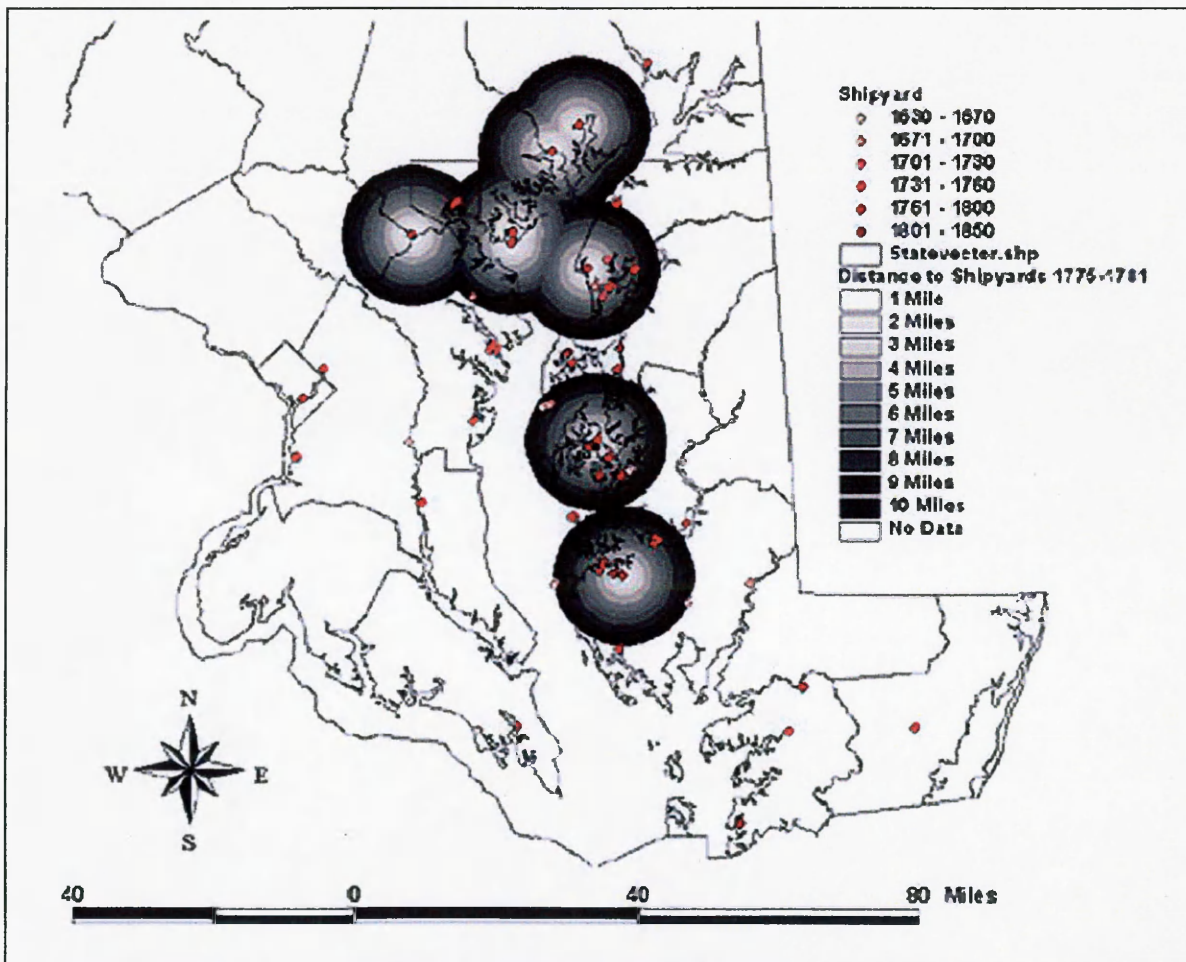 Shipyard
1630 - 1670
1671 - 1700
1701 - 1730
1731 - 1760
1761 - 1800
1801 - 1850
Statevecter.shp
Distance to Shipyards 1775-1781
1 Mile
2 Miles
3 Miles
4 Miles
5 Miles
6 Miles
7 Miles
8 Miles
9 Miles
10 Miles
No Data
N
W E
S
40 0 40 80 Miles